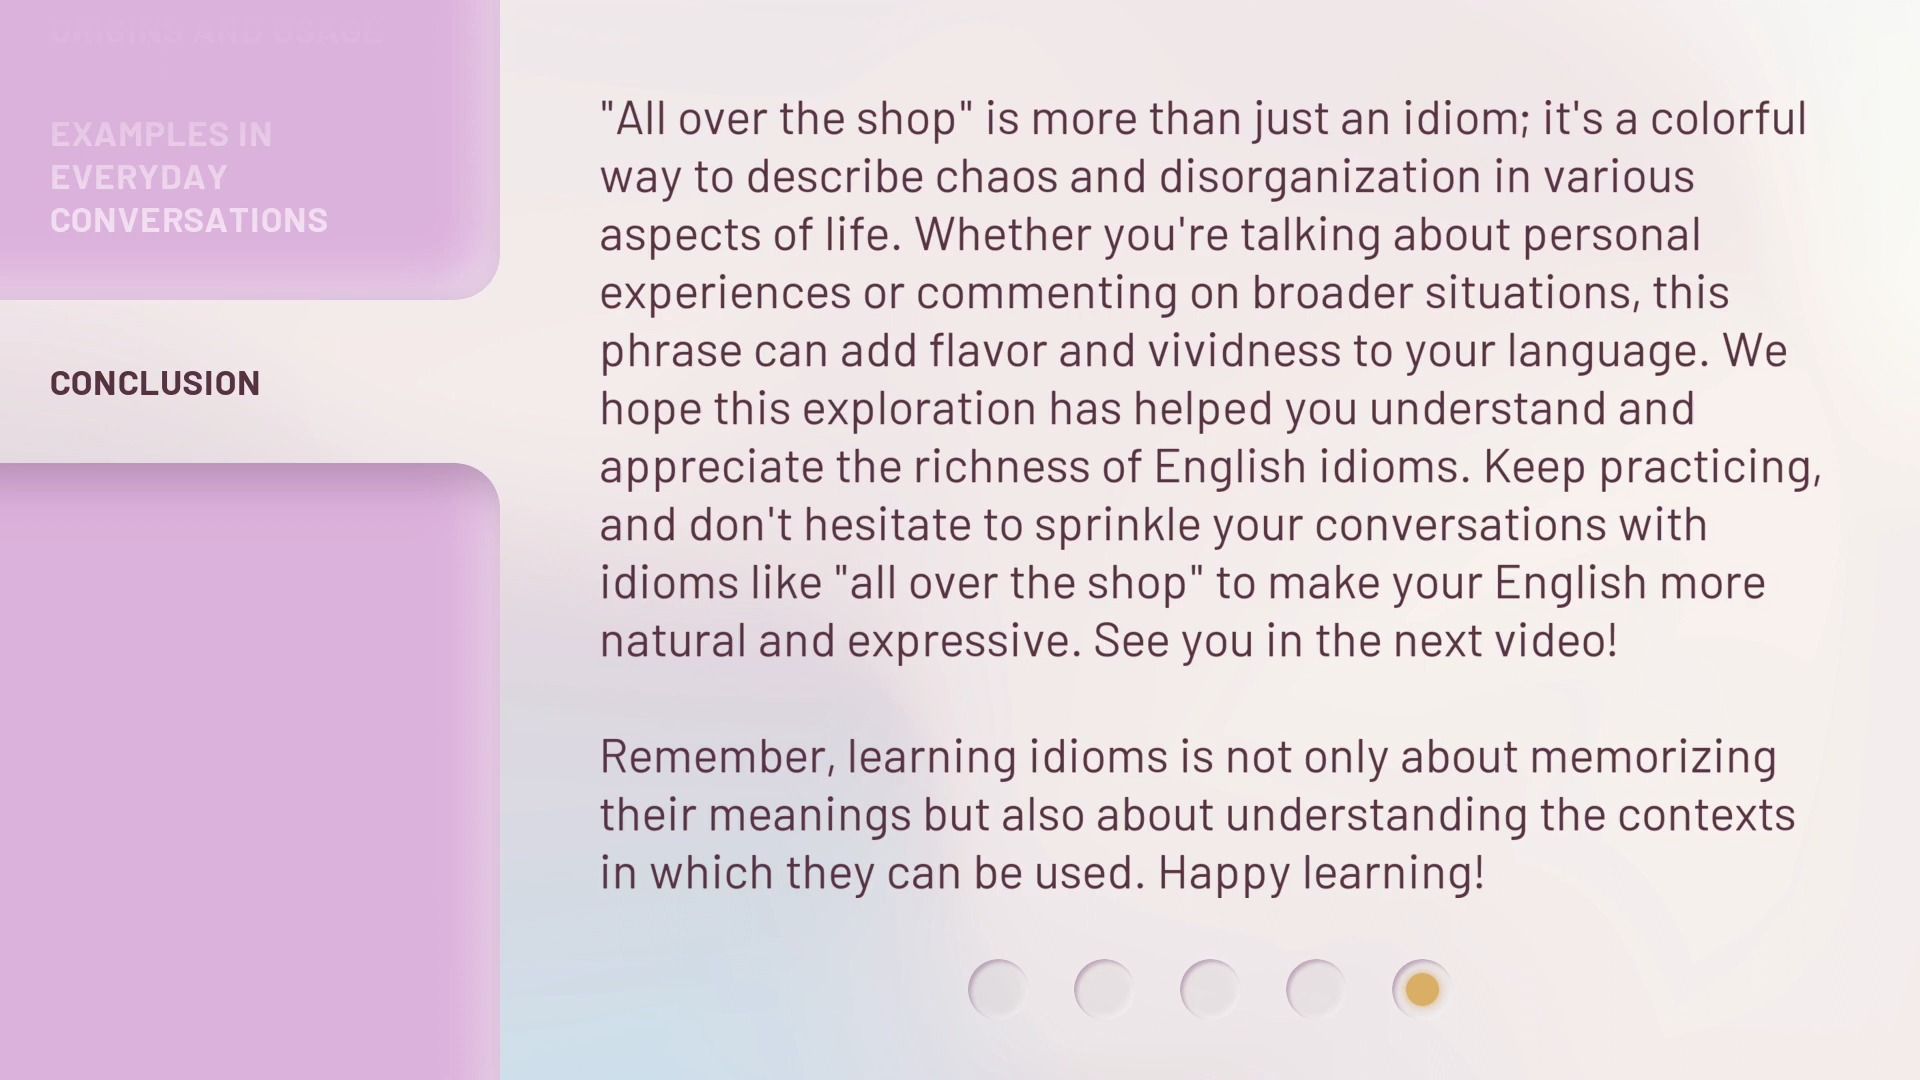 ORIGINS AND USAGE
EXAMPLES IN
EVERYDAY
CONVERSATIONS
CONCLUSION
"All over the shop" is more than just an idiom; it's a colorful
way to describe chaos and disorganization in various
aspects of life. Whether you're talking about personal
experiences or commenting on broader situations, this
phrase can add flavor and vividness to your language. We
hope this exploration has helped you understand and
appreciate the richness of English idioms. Keep practicing,
and don't hesitate to sprinkle your conversations with
idioms like "all over the shop" to make your English more
natural and expressive. See you in the next video!
Remember, learning idioms is not only about memorizing
their meanings but also about understanding the contexts
in which they can be used. Happy learning!